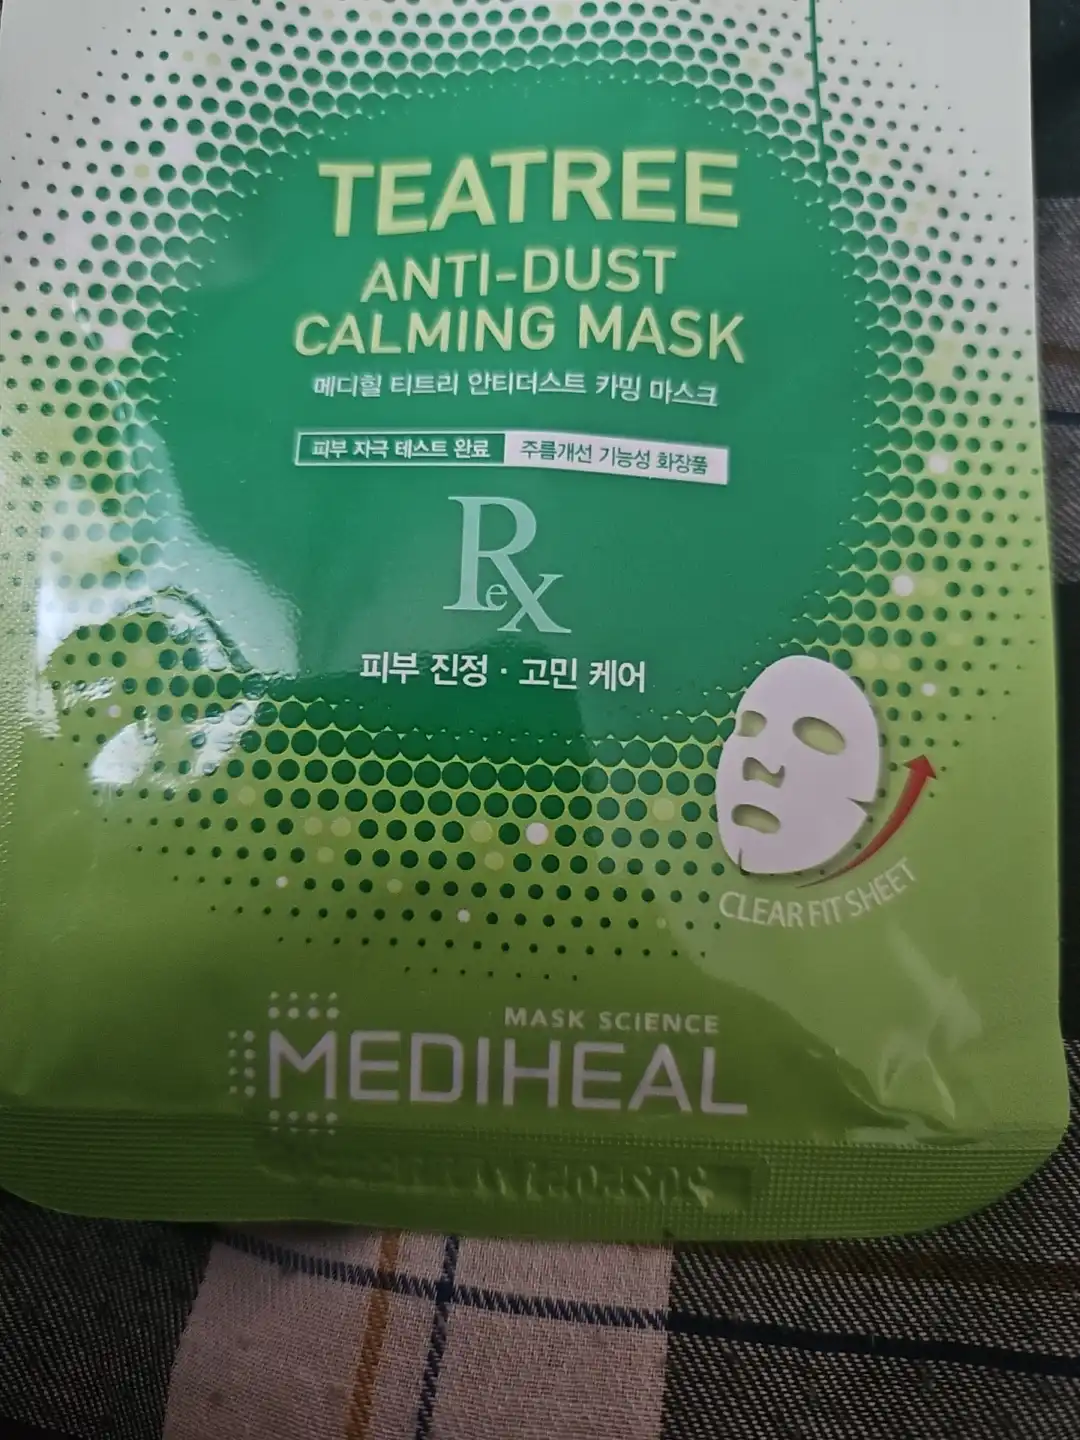 TEATREE
ANTI-DUST
CALMING MASK
메디힐 티트리 안티더스트 카밍 마스크
피부 자극 테스트 완료 주름개선 기능성 화장품
Rex
피부 진정 · 고민 케어
CLEAR FIT SHEET
MASK SCIENCE
MEDIHEAL